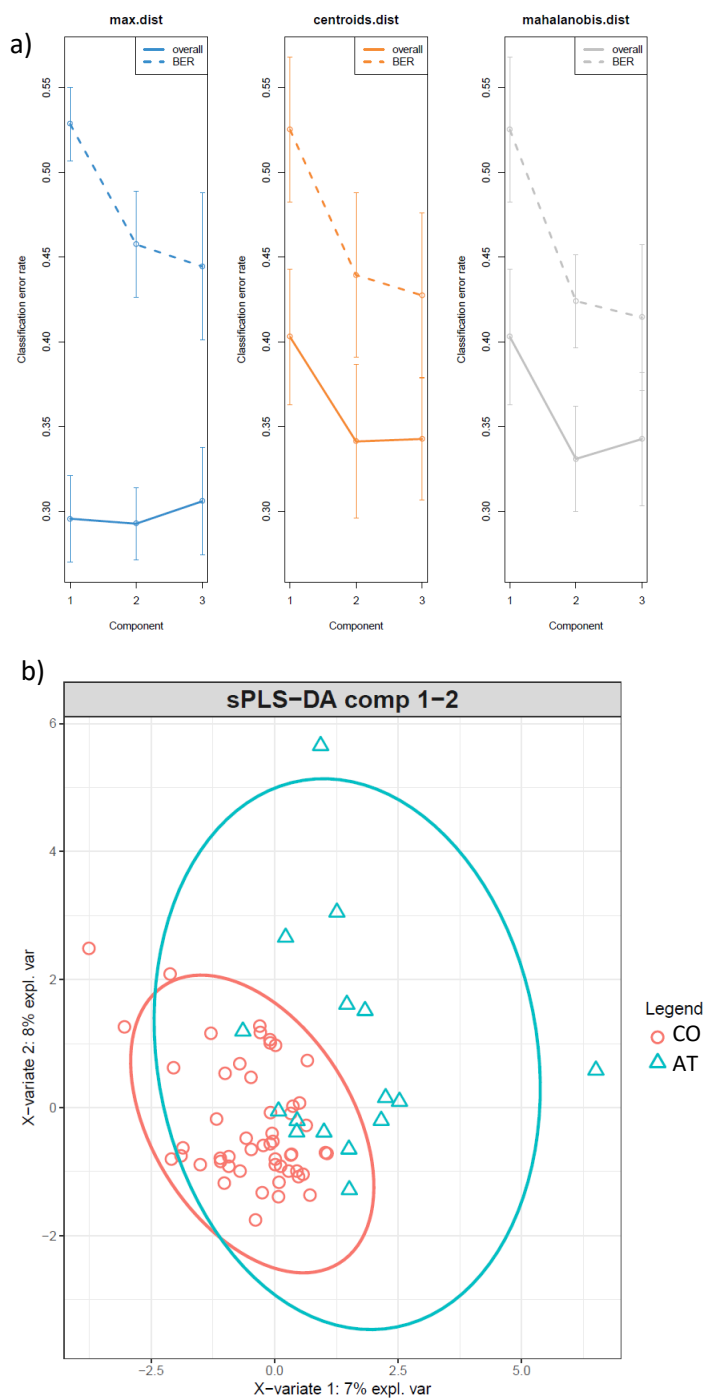 a)
max.dist
centroids.dist
mahalanobis.dist
overall
BER
overall
BER
overall
BER
Classification error rate
0.55
0.50
0.45
0.40
0.35
0.30
1 2 3
Component
Classification error rate
0.55
0.50
0.45
0.40
0.35
0.30
1 2 3
Component
Classification error rate
0.55
0.50
0.45
0.40
0.35
0.30
1 2 3
Component
b)
sPLS−DA comp 1−2
X−variate 2: 8% expl. var
6
4
2
0
−2
−2.5 0.0 2.5 5.0
X−variate 1: 7% expl. var
Legend
CO
AT